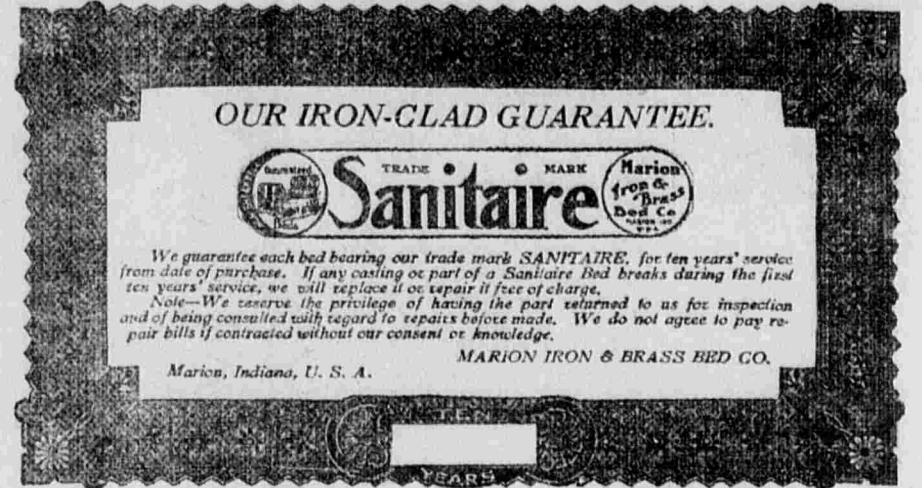 OUR IRON-CLAD GUARANTEE.
TRADE MARK
Sanitaire
Guaranteed
Marion
Iron &
Brass
Bed Co
MARION IND
U.S.A.
We guarantee each bed bearing our trade mark SANITAIRE, for ten years' service
from date of purchase. If any casting or part of a Sanitaire Bed breaks during the first
ten years' service, we will replace it or repair it free of charge.
Note—We reserve the privilege of having the part returned to us for inspection
and of being consulted with regard to repairs before made. We do not agree to pay re-
pair bills if contracted without our consent or knowledge.
MARION IRON & BRASS BED CO.
Marion, Indiana, U. S. A.
TEN
YEARS